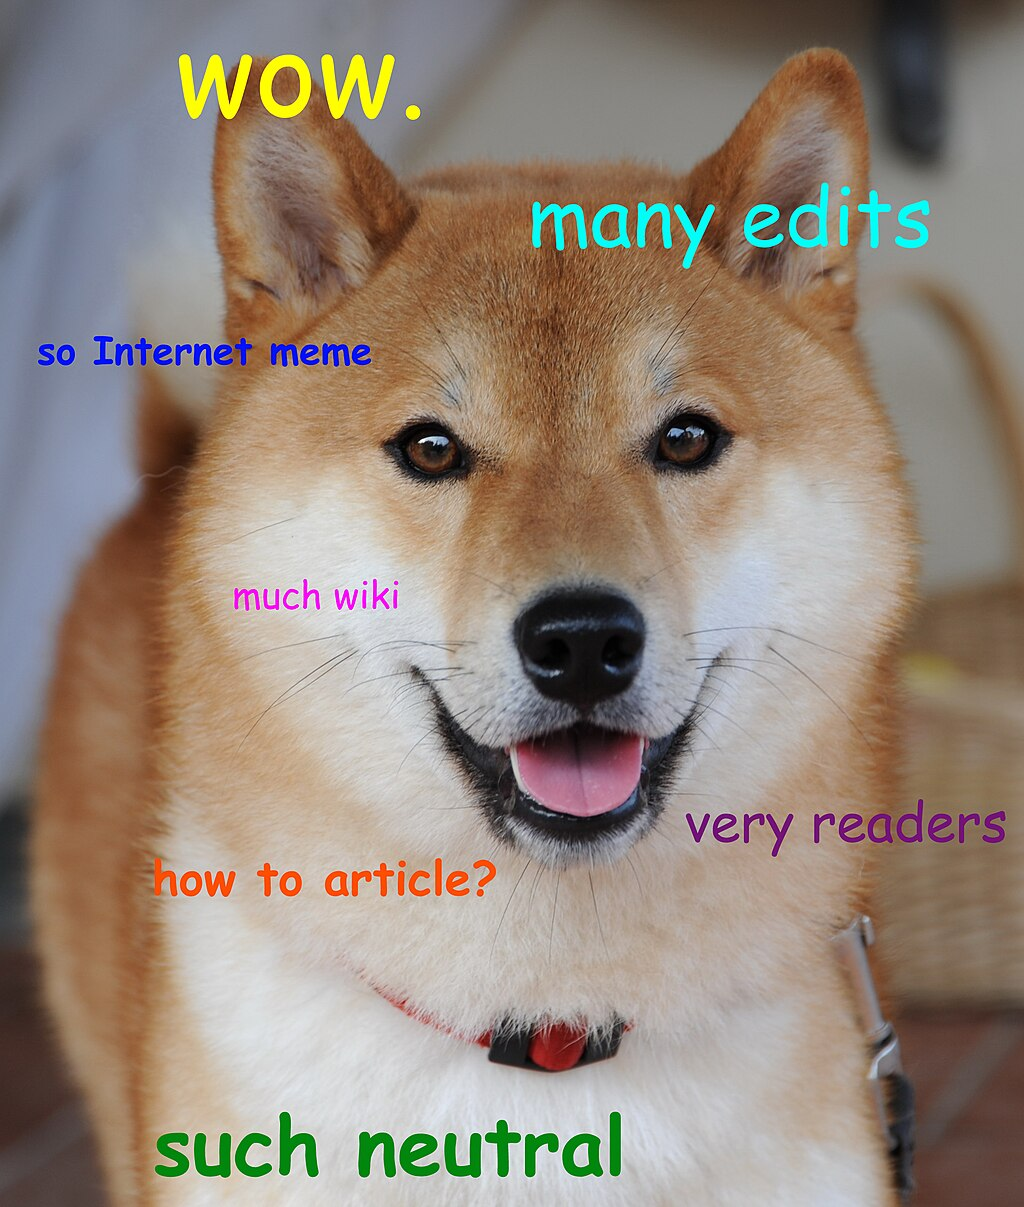 wow.
many edits
so Internet meme
much wiki
very readers
how to article?
such neutral